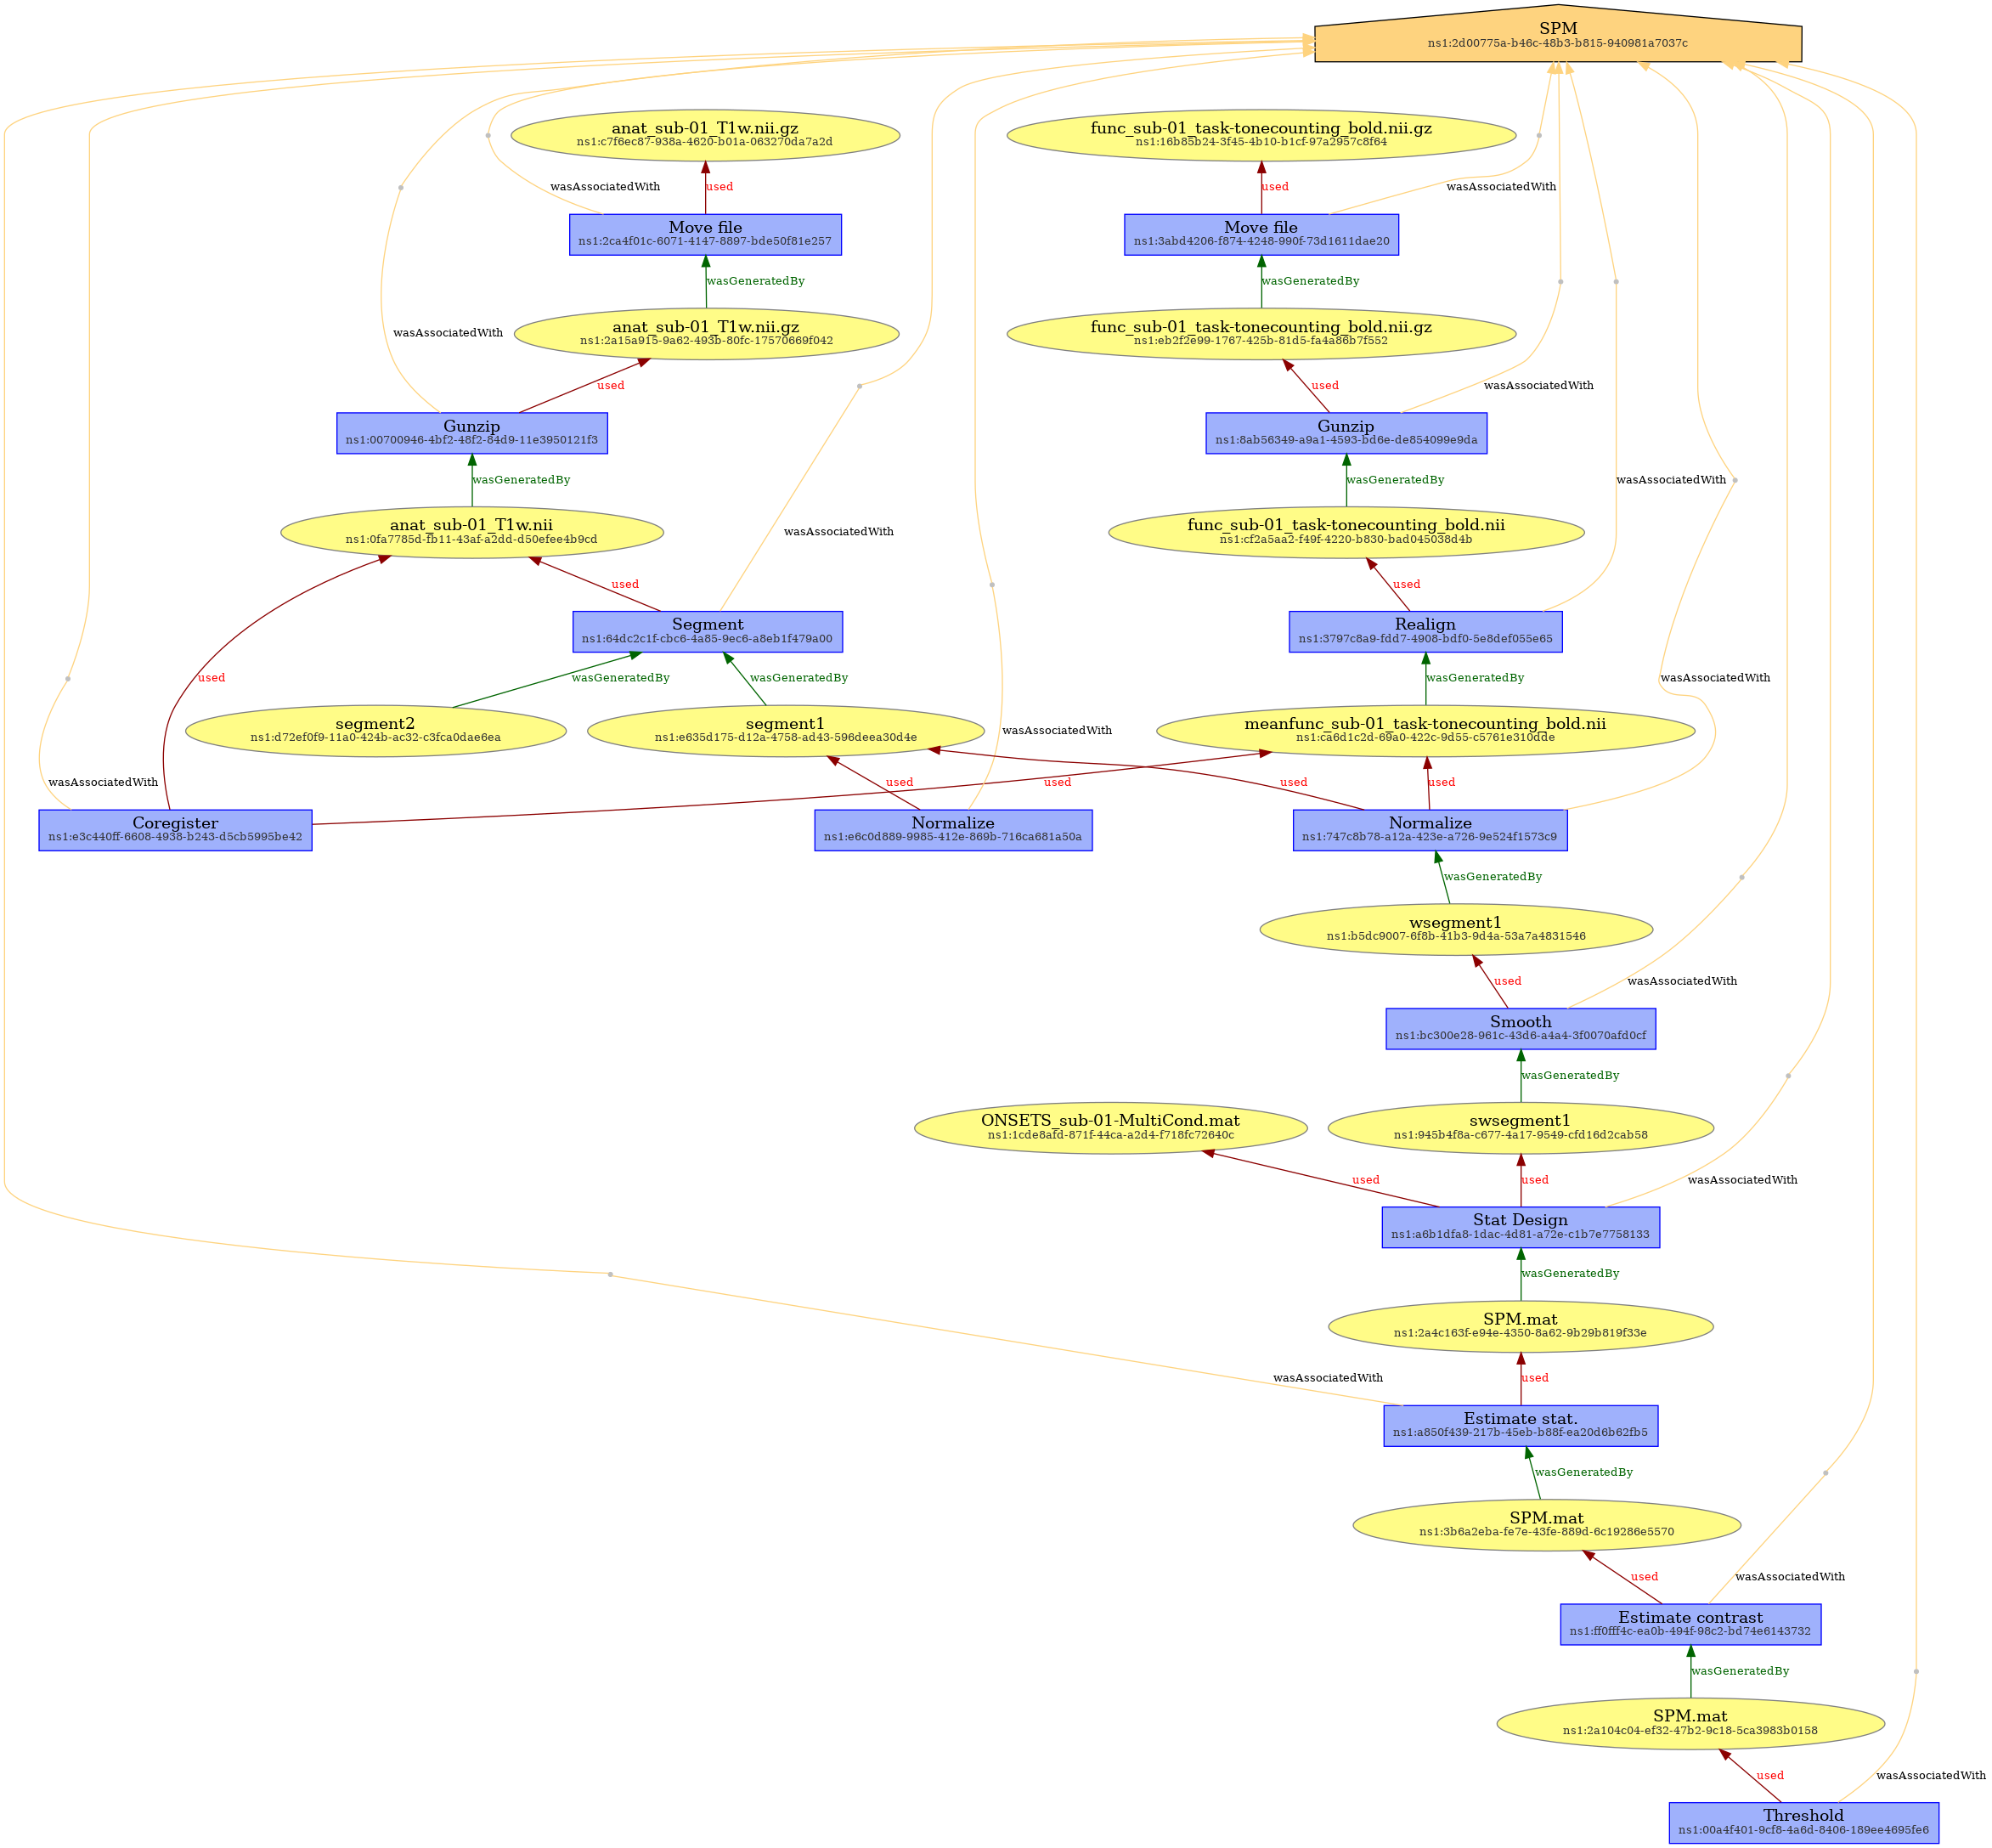 SPM
ns1:2d00775a-b46c-48b3-b815-940981a7037c
anat_sub-01_T1w.nii.gz
ns1:c7f6ec87-938a-4620-b01a-063270da7a2d
func_sub-01_task-tonecounting_bold.nii.gz
ns1:16b85b24-3f45-4b10-b1cf-97a2957c8f64
wasAssociatedWith
used
used
wasAssociatedWith
Move file
ns1:2ca4f01c-6071-4147-8897-bde50f81e257
Move file
ns1:3abd4206-f874-4248-990f-73d1611dae20
wasGeneratedBy
wasGeneratedBy
wasAssociatedWith
anat_sub-01_T1w.nii.gz
ns1:2a15a915-9a62-493b-80fc-17570669f042
func_sub-01_task-tonecounting_bold.nii.gz
ns1:eb2f2e99-1767-425b-81d5-fa4a86b7f552
used
used
wasAssociatedWith
Gunzip
ns1:00700946-4bf2-48f2-84d9-11e3950121f3
Gunzip
ns1:8ab56349-a9a1-4593-bd6e-de854099e9da
wasGeneratedBy
wasGeneratedBy
wasAssociatedWith
anat_sub-01_T1w.nii
ns1:0fa7785d-fb11-43af-a2dd-d50efee4b9cd
wasAssociatedWith
func_sub-01_task-tonecounting_bold.nii
ns1:cf2a5aa2-f49f-4220-b830-bad045038d4b
used
used
Segment
ns1:64dc2c1f-cbc6-4a85-9ec6-a8eb1f479a00
Realign
ns1:3797c8a9-fdd7-4908-bdf0-5e8def055e65
used
wasGeneratedBy
wasGeneratedBy
wasGeneratedBy
wasAssociatedWith
segment2
ns1:d72ef0f9-11a0-424b-ac32-c3fca0dae6ea
segment1
ns1:e635d175-d12a-4758-ad43-596deea30d4e
wasAssociatedWith
meanfunc_sub-01_task-tonecounting_bold.nii
ns1:ca6d1c2d-69a0-422c-9d55-c5761e310dde
wasAssociatedWith
used
used
used
used
Coregister
ns1:e3c440ff-6608-4938-b243-d5cb5995be42
Normalize
ns1:e6c0d889-9985-412e-869b-716ca681a50a
Normalize
ns1:747c8b78-a12a-423e-a726-9e524f1573c9
wasGeneratedBy
wsegment1
ns1:b5dc9007-6f8b-41b3-9d4a-53a7a4831546
used
wasAssociatedWith
Smooth
ns1:bc300e28-961c-43d6-a4a4-3f0070afd0cf
wasGeneratedBy
ONSETS_sub-01-MultiCond.mat
ns1:1cde8afd-871f-44ca-a2d4-f718fc72640c
swsegment1
ns1:945b4f8a-c677-4a17-9549-cfd16d2cab58
used
used
wasAssociatedWith
Stat Design
ns1:a6b1dfa8-1dac-4d81-a72e-c1b7e7758133
wasGeneratedBy
SPM.mat
ns1:2a4c163f-e94e-4350-8a62-9b29b819f33e
wasAssociatedWith
used
Estimate stat.
ns1:a850f439-217b-45eb-b88f-ea20d6b62fb5
wasGeneratedBy
SPM.mat
ns1:3b6a2eba-fe7e-43fe-889d-6c19286e5570
used
wasAssociatedWith
Estimate contrast
ns1:ff0fff4c-ea0b-494f-98c2-bd74e6143732
wasGeneratedBy
SPM.mat
ns1:2a104c04-ef32-47b2-9c18-5ca3983b0158
used
wasAssociatedWith
Threshold
ns1:00a4f401-9cf8-4a6d-8406-189ee4695fe6